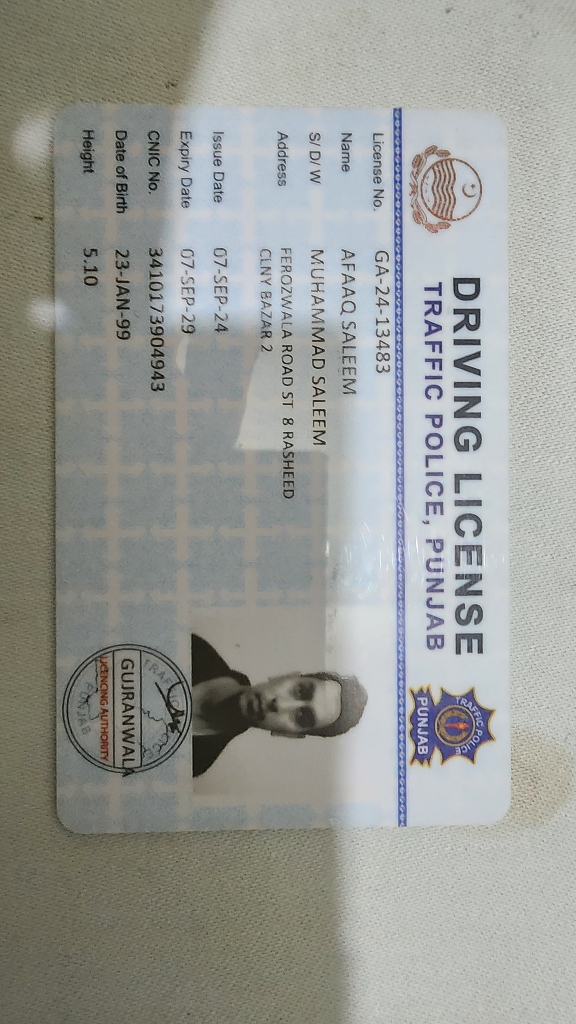 DRIVING LICENSE
TRAFFIC POLICE, PUNJAB
TRAFFIC POLICE
PUNJAB
License No. GA-24-13483
Name AFAAQ SALEEM
S/ D/ W MUHAMMAD SALEEM
Address FEROZWALA ROAD ST 8 RASHEED
CLNY BAZAR 2
Issue Date 07-SEP-24
Expiry Date 07-SEP-29
CNIC No. 3410173904943
Date of Birth 23-JAN-99
Height 5.10
GUJRANWALA
LICENCING AUTHORITY
PUNJAB